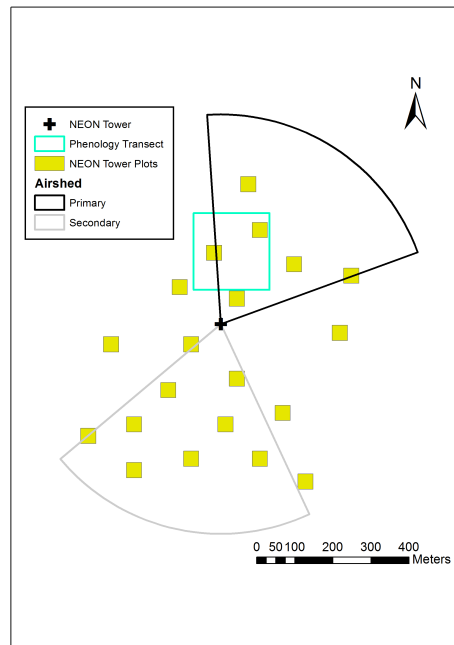 N
NEON Tower
Phenology Transect
NEON Tower Plots
Airshed
Primary
Secondary
0 50 100 200 300 400
Meters